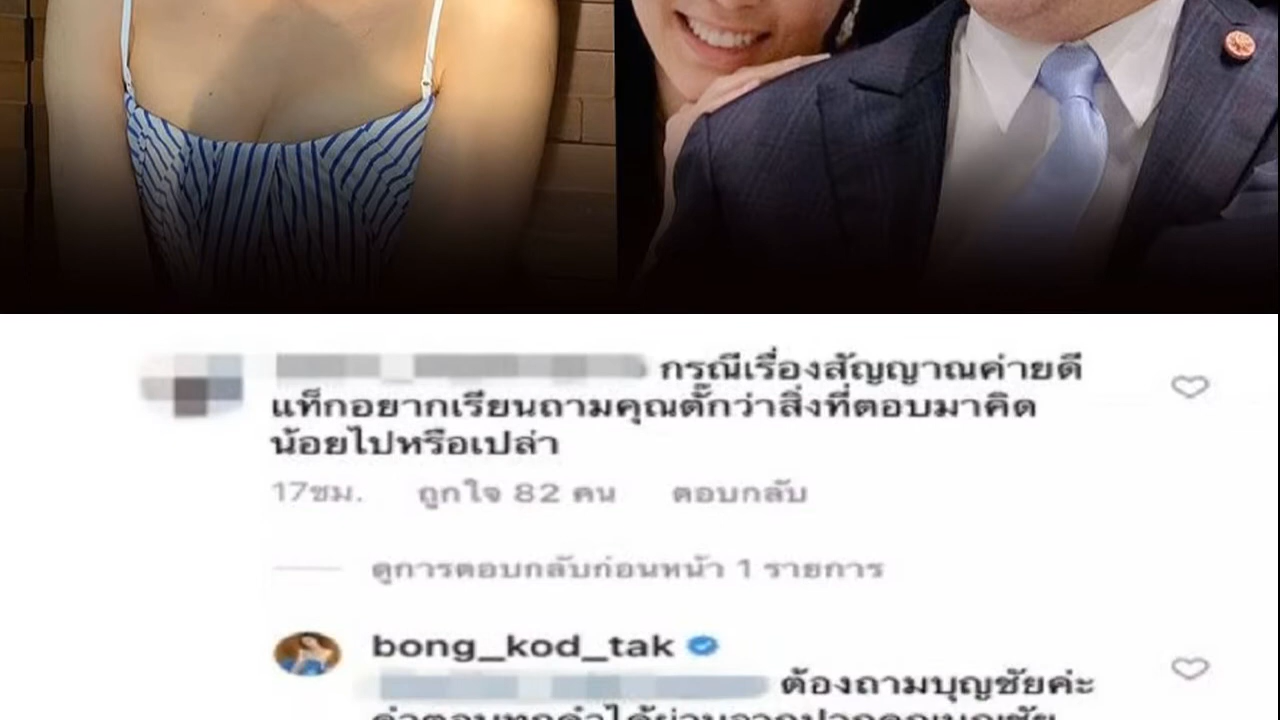 กรณีเรื่องสัญญาณค่ายดี
แท็กอยากเรียนถามคุณตั๊กว่าสิ่งที่ตอบมาคิด
น้อยไปหรือเปล่า
17ชม. ถูกใจ 82 คน ตอบกลับ
ดูการตอบกลับก่อนหน้า 1 รายการ
bong_kod_tak
ต้องถามบุญชัยค่ะ